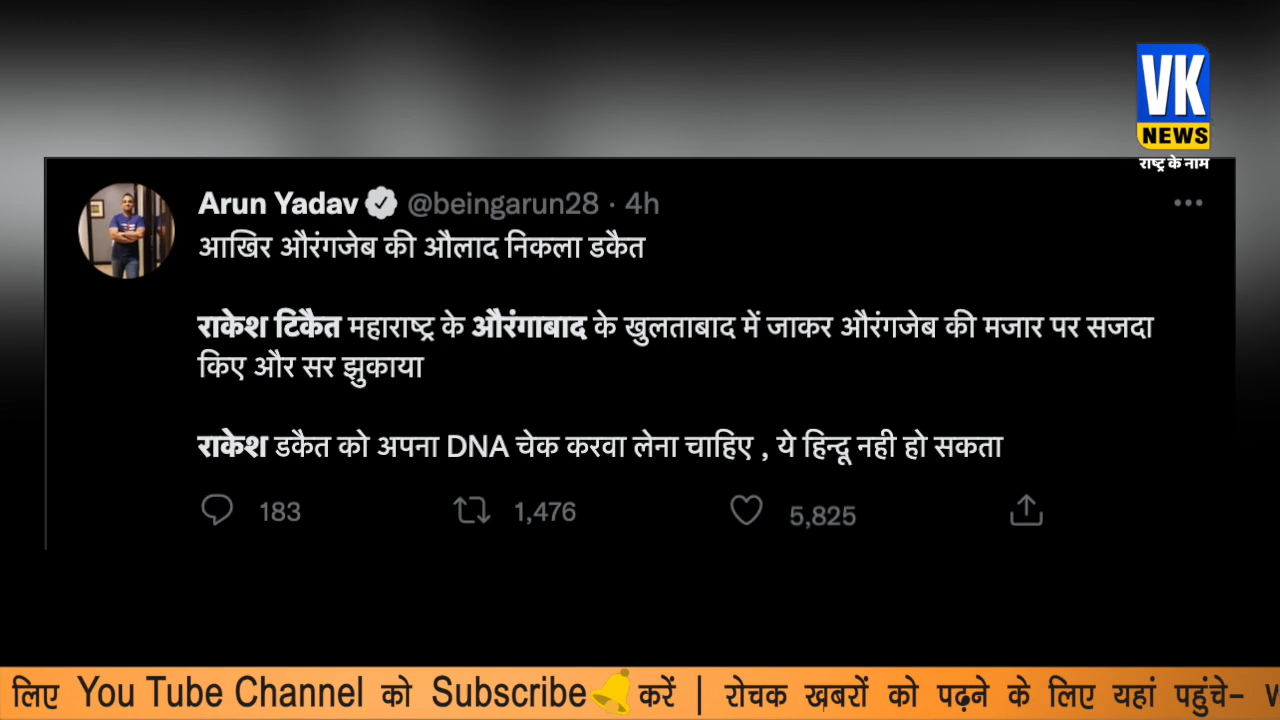 VK
NEWS
राष्ट्र के नाम
Arun Yadav @beingarun28 · 4h
आखिर औरंगजेब की औलाद निकला डकैत
राकेश टिकैत महाराष्ट्र के औरंगाबाद के खुलताबाद में जाकर औरंगजेब की मजार पर सजदा
किए और सर झुकाया
राकेश डकैत को अपना DNA चेक करवा लेना चाहिए , ये हिन्दू नही हो सकता
183 1,476 5,825
लिए You Tube Channel को Subscribe करें | रोचक खबरों को पढ़ने के लिए यहां पहुंचे–